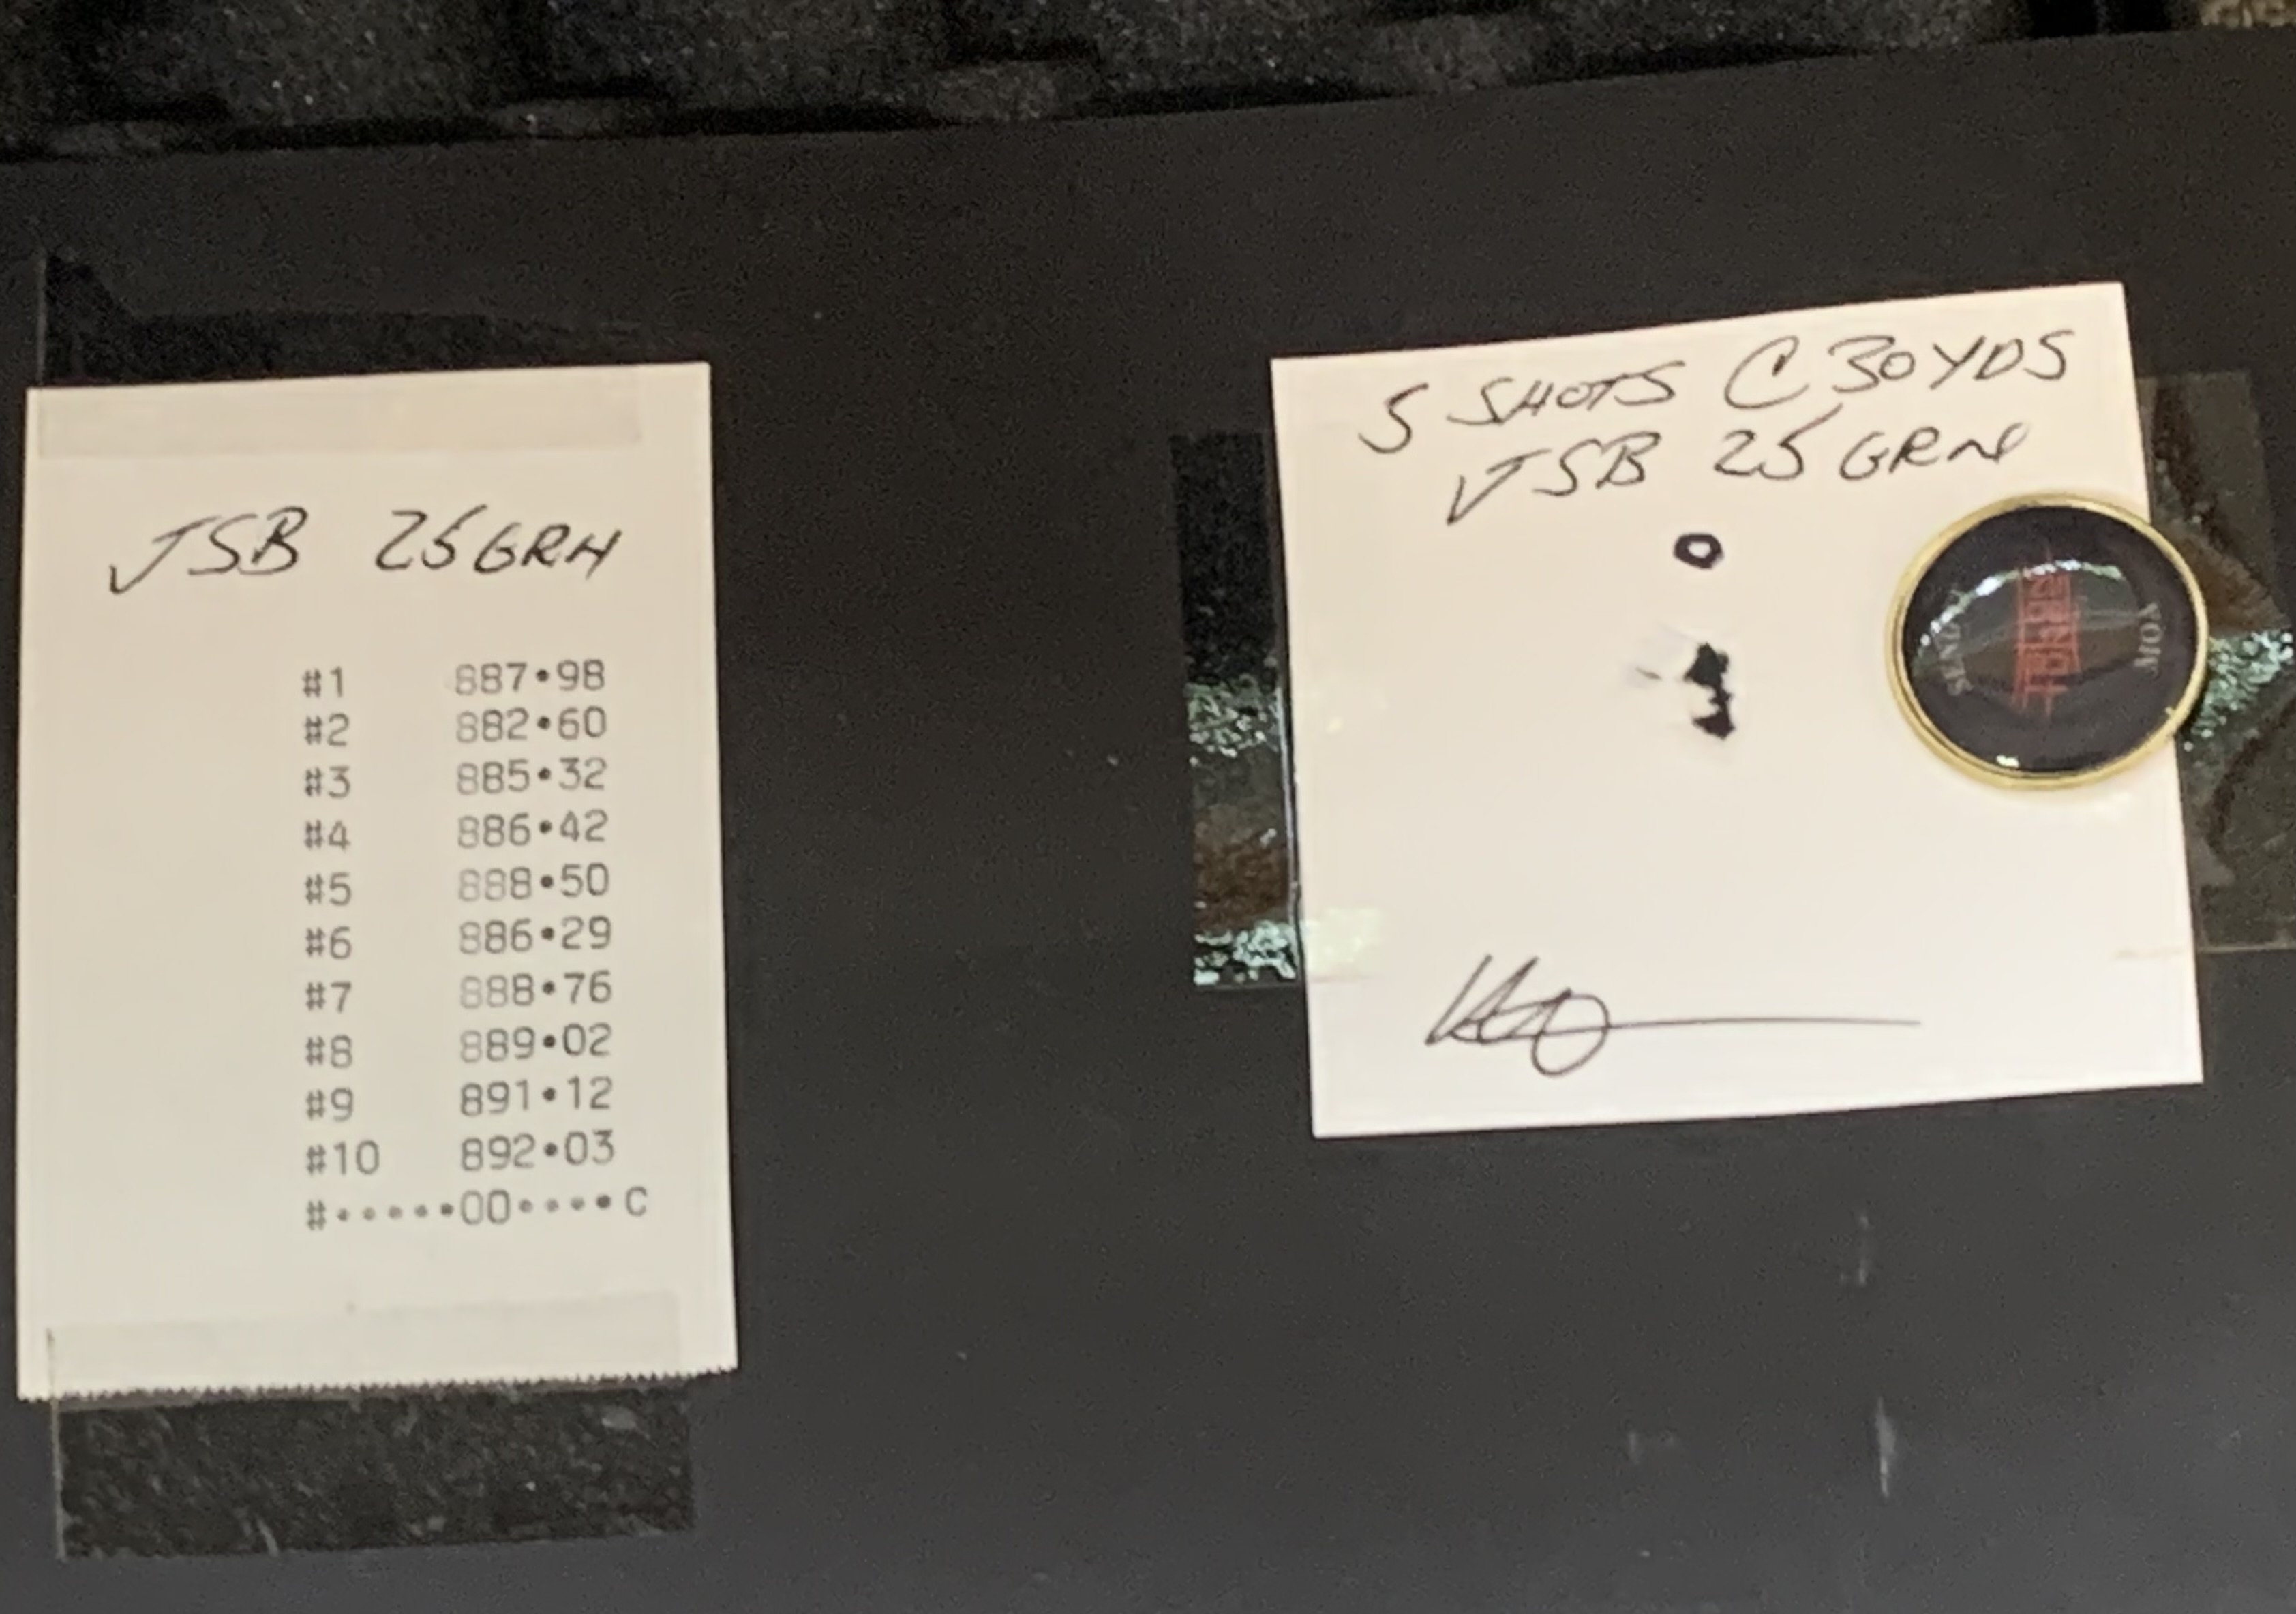 JSB 25GRN
#1 887.98
#2 882.60
#3 885.32
#4 886.42
#5 888.50
#6 886.29
#7 888.76
#8 889.02
#9 891.12
#10 892.03
#.....00....C
5 SHOTS @ 30YDS
JSB 25GRN